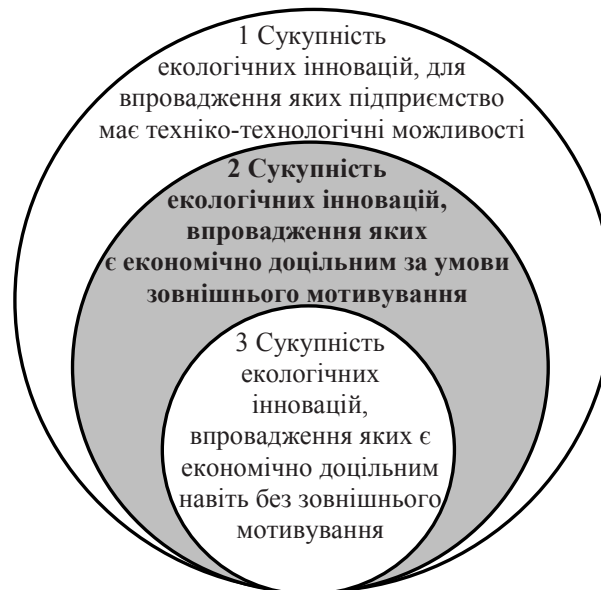 1 Сукупність
екологічних інновацій, для
впровадження яких підприємство
має техніко-технологічні можливості
2 Сукупність
екологічних інновацій,
впровадження яких
є економічно доцільним за умови
зовнішнього мотивування
3 Сукупність
екологічних
інновацій,
впровадження яких є
економічно доцільним
навіть без зовнішнього
мотивування